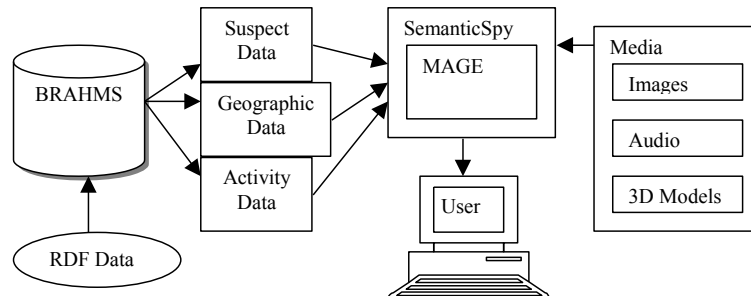 BRAHMS
RDF Data
Suspect
Data
Geographic
Data
Activity
Data
SemanticSpy
MAGE
User
Media
Images
Audio
3D Models